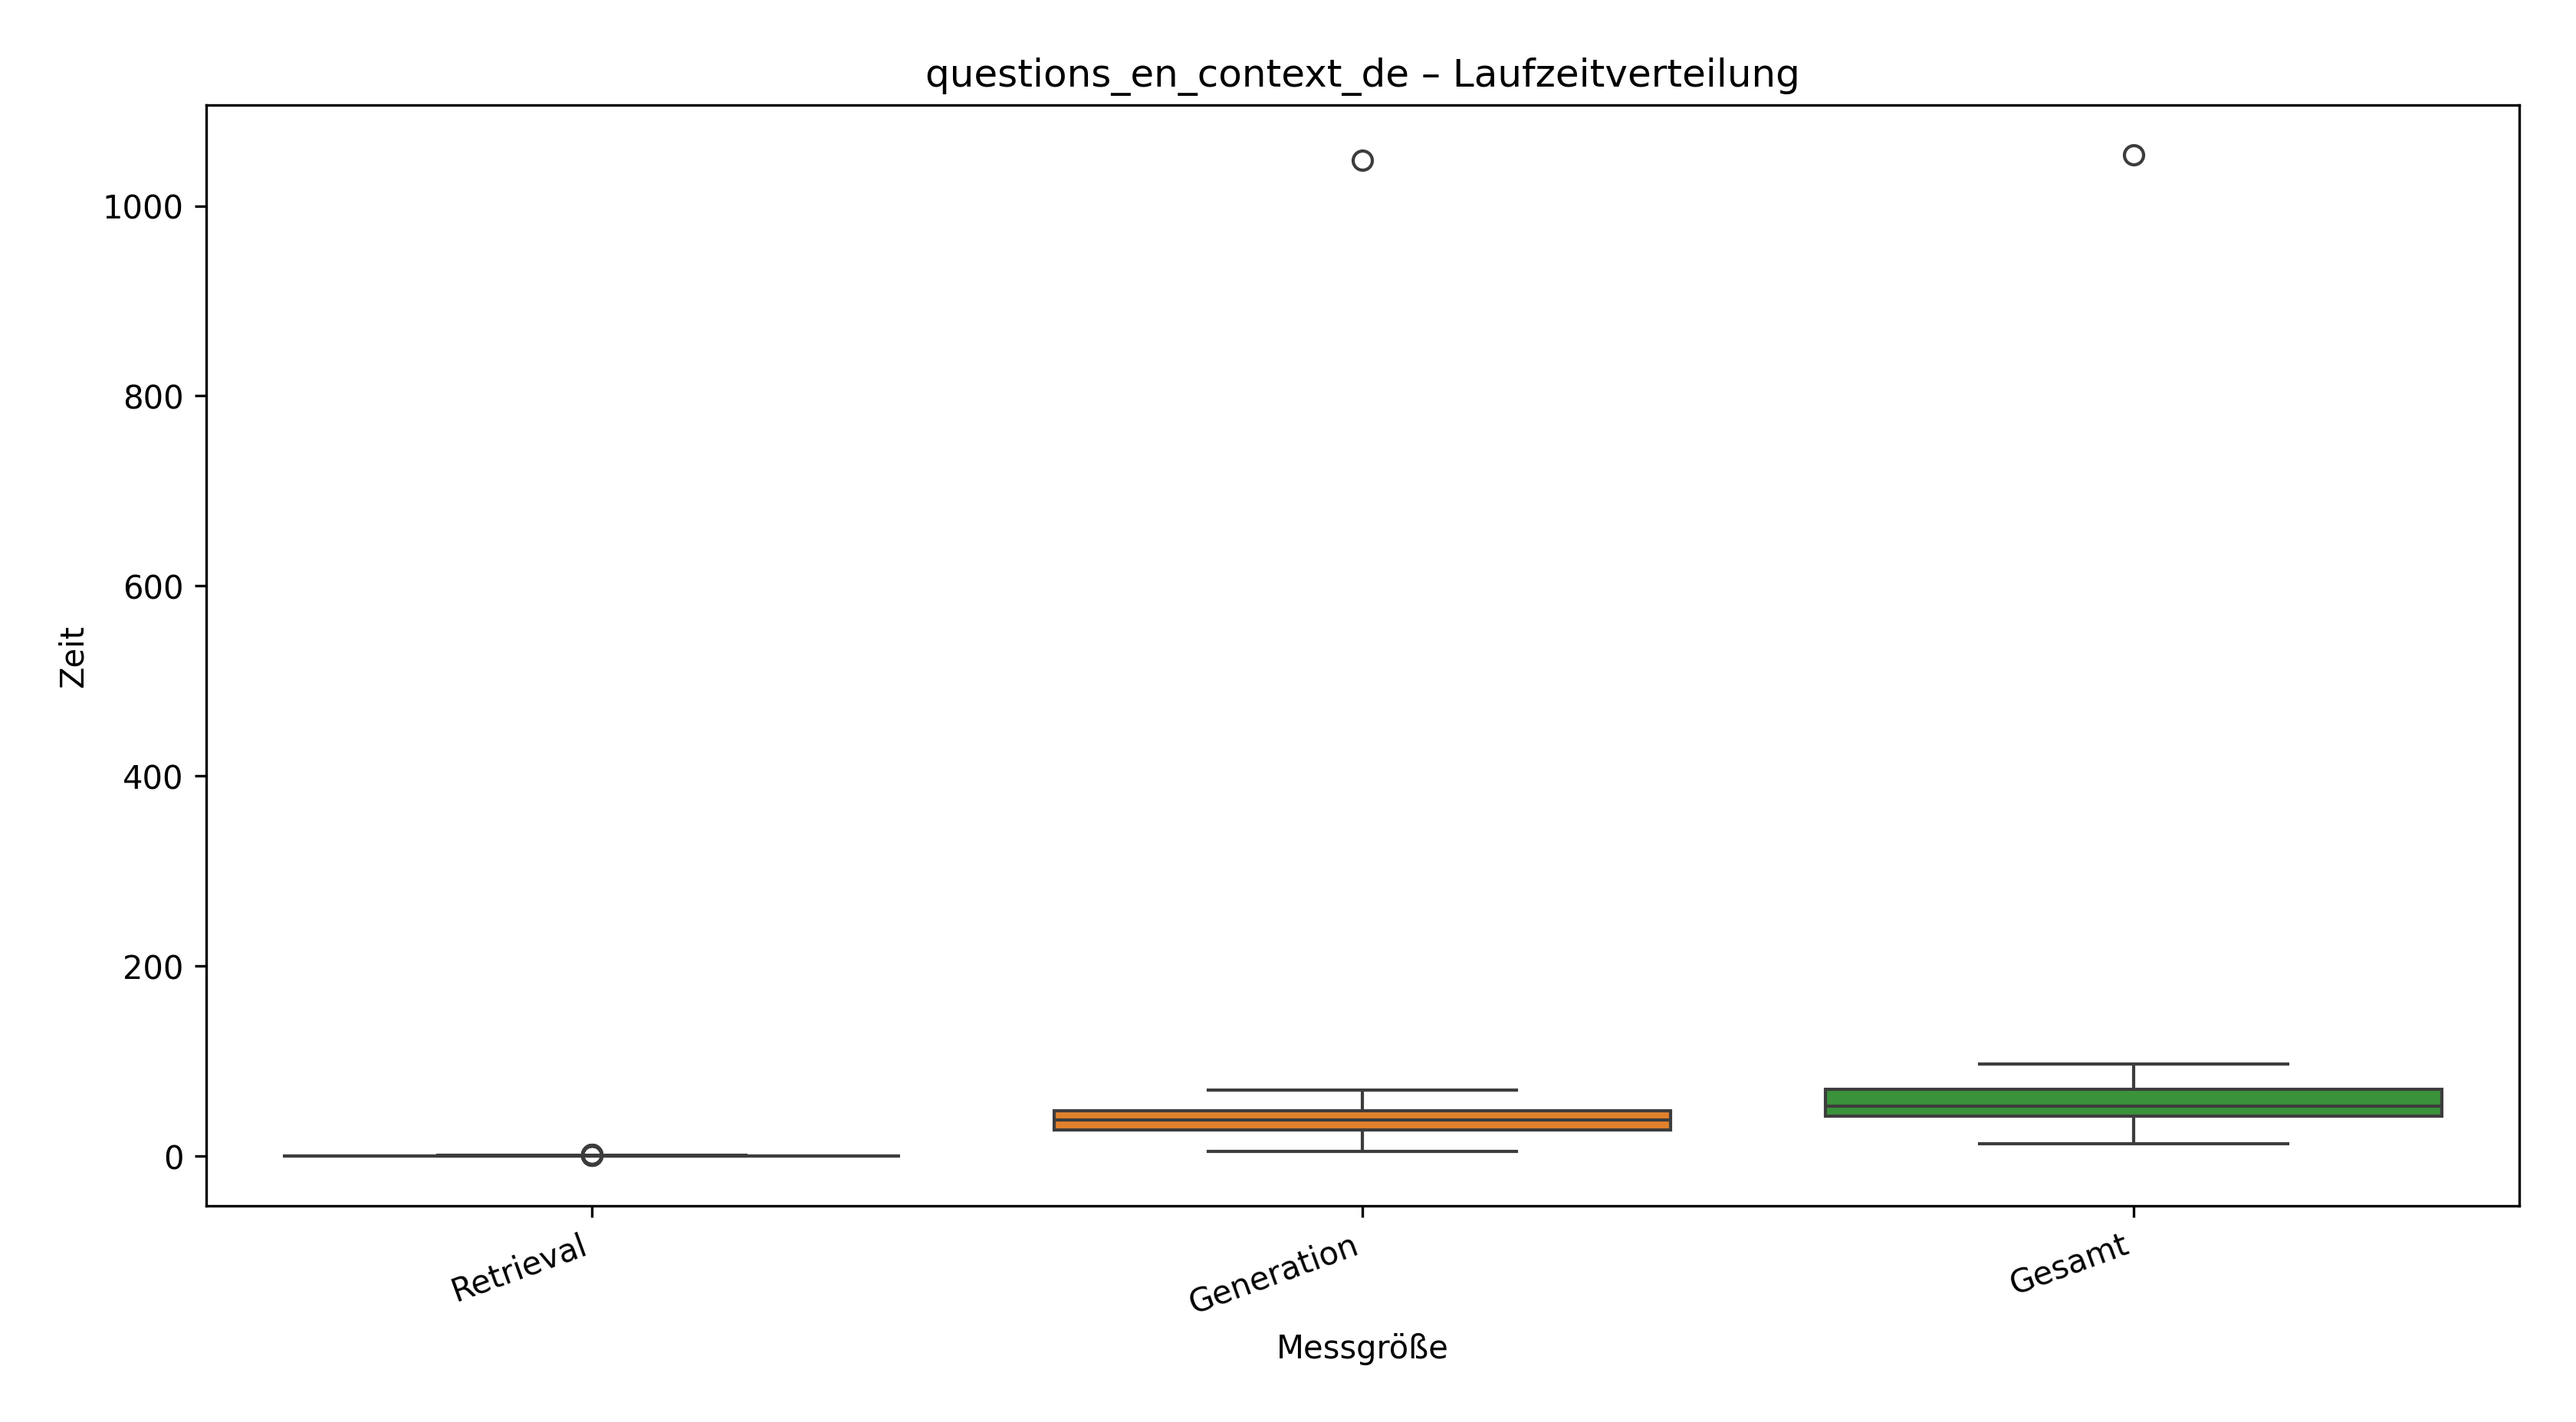 questions_en_context_de – Laufzeitverteilung
1000
800
600
400
200
0
Zeit
Retrieval
Generation
Gesamt
Messgröße